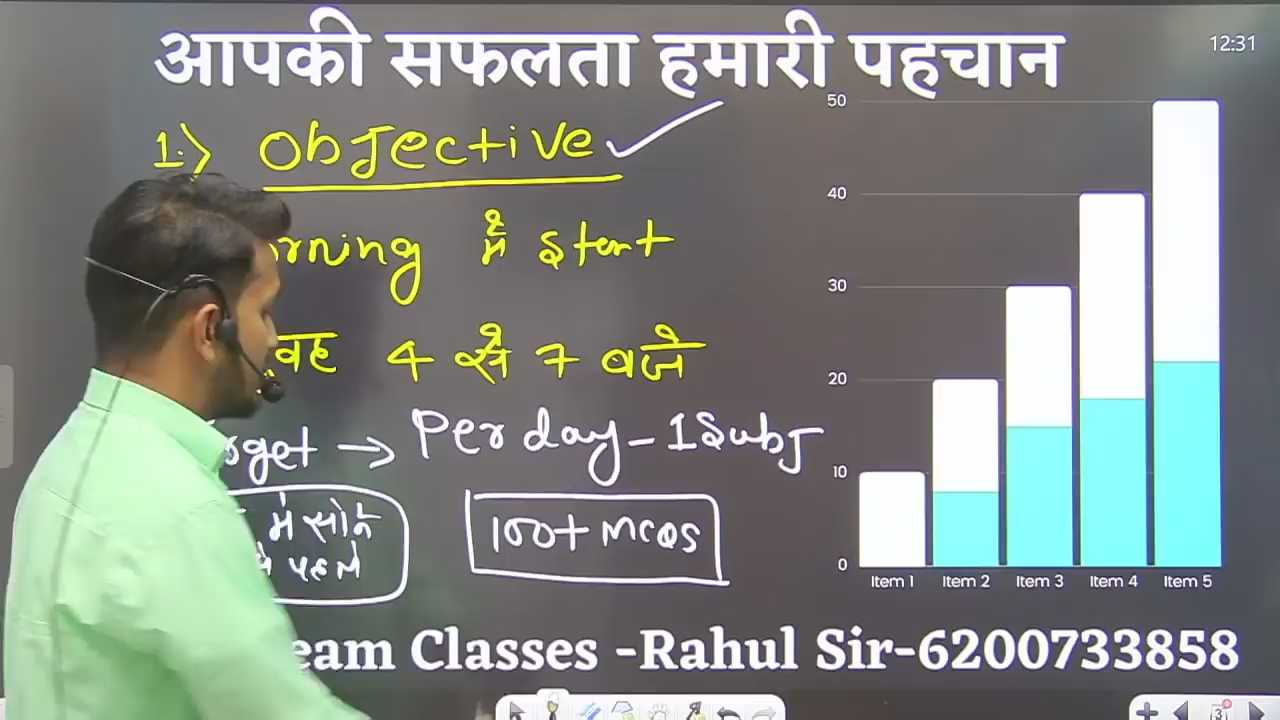 आपकी सफलता हमारी पहचान
12:31
1.> Objective
rning में start
वह 4 से 7 बजे
rget → Per day - 1 Subj
में सोने
पहले
100+ MCQs
50
40
30
20
10
0
Item 1 Item 2 Item 3 Item 4 Item 5
eam Classes -Rahul Sir-6200733858